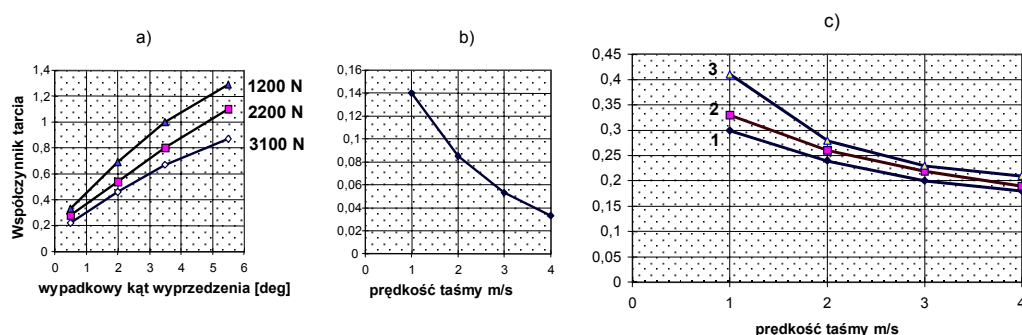 a)
Współczynnik tarcia
1,4
1,2
1
0,8
0,6
0,4
0,2
0
0 1 2 3 4 5 6
1200 N
2200 N
3100 N
wypadkowy kąt wyprzedzenia [deg]
b)
0,16
0,14
0,12
0,1
0,08
0,06
0,04
0,02
0
0 1 2 3 4
prędkość taśmy m/s
c)
0,45
0,4
0,35
0,3
0,25
0,2
0,15
0,1
0,05
0
3
2
1
0 1 2 3 4
prędkość taśmy m/s